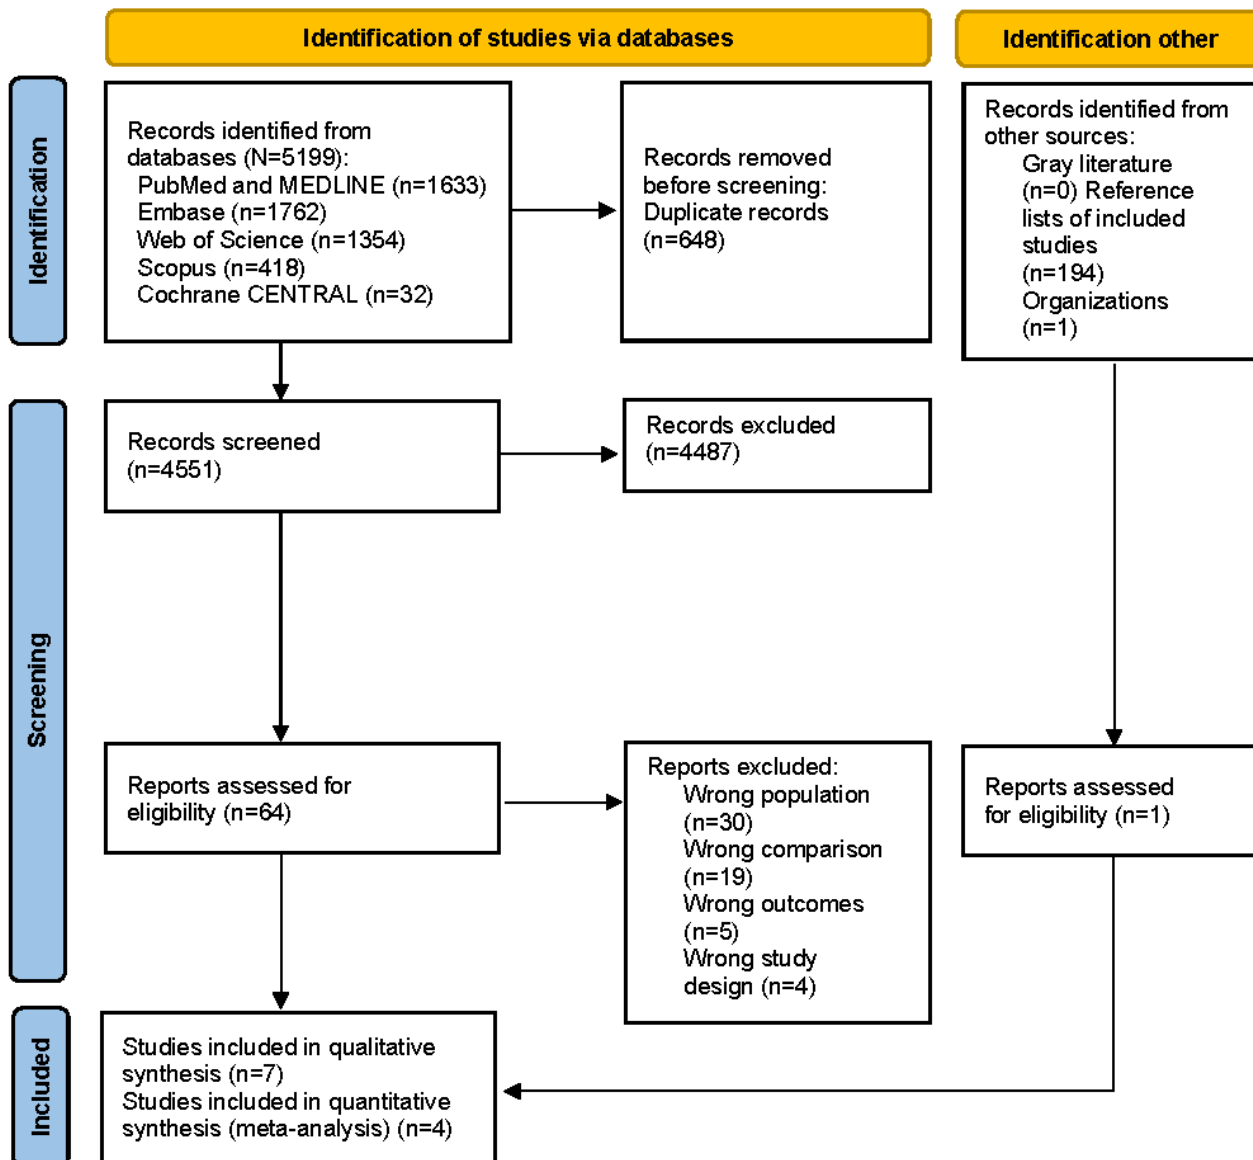 Identification of studies via databases
Identification other
Identification
Records identified from
databases (N=5199):
PubMed and MEDLINE (n=1633)
Embase (n=1762)
Web of Science (n=1354)
Scopus (n=418)
Cochrane CENTRAL (n=32)
Records removed
before screening:
Duplicate records
(n=648)
Records identified from
other sources:
Gray literature
(n=0) Reference
lists of included
studies
(n=194)
Organizations
(n=1)
Screening
Records screened
(n=4551)
Records excluded
(n=4487)
Reports assessed for
eligibility (n=64)
Reports excluded:
Wrong population
(n=30)
Wrong comparison
(n=19)
Wrong outcomes
(n=5)
Wrong study
design (n=4)
Reports assessed
for eligibility (n=1)
Included
Studies included in qualitative
synthesis (n=7)
Studies included in quantitative
synthesis (meta-analysis) (n=4)